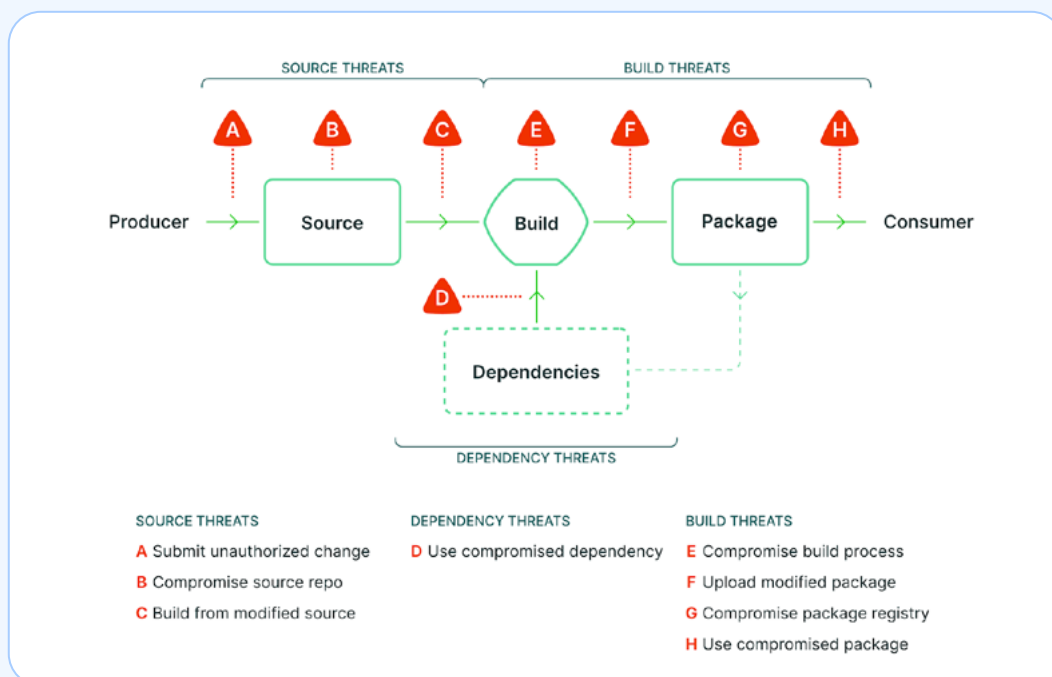 SOURCE THREATS
BUILD THREATS
A
B
C
E
F
G
H
Producer
Source
Build
Package
Consumer
D
Dependencies
DEPENDENCY THREATS
SOURCE THREATS
A Submit unauthorized change
B Compromise source repo
C Build from modified source
DEPENDENCY THREATS
D Use compromised dependency
BUILD THREATS
E Compromise build process
F Upload modified package
G Compromise package registry
H Use compromised package